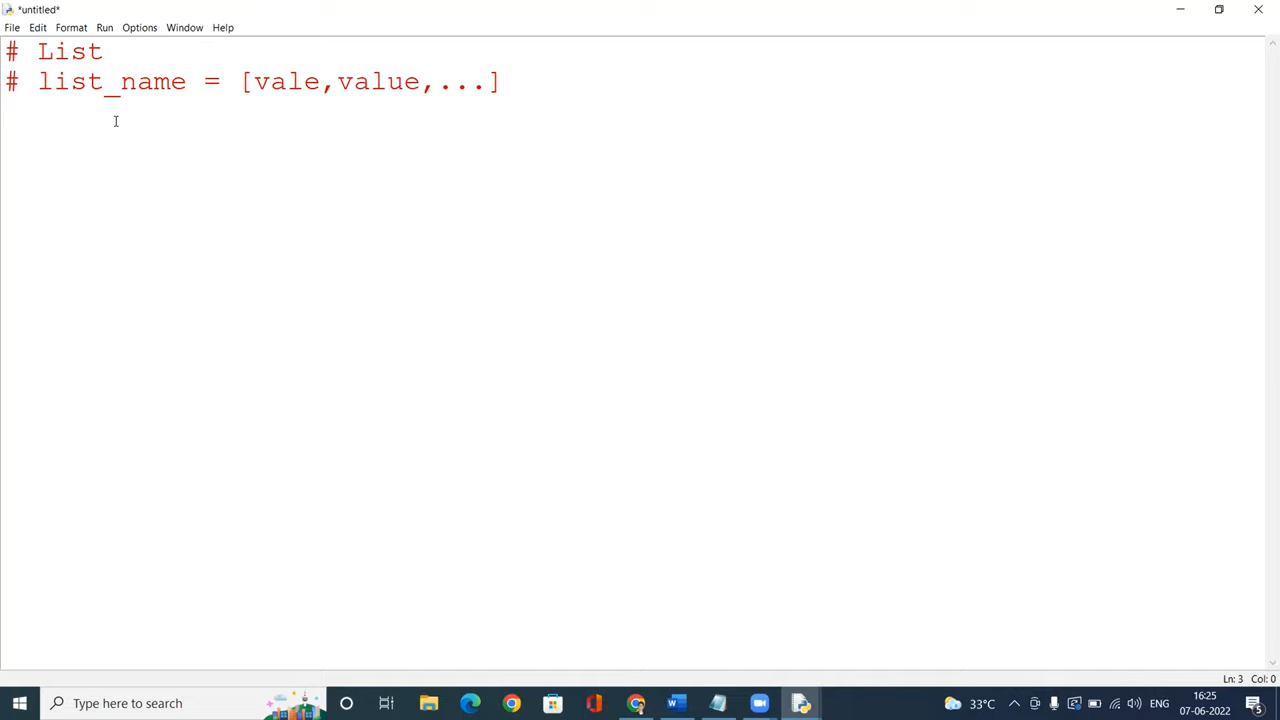 *untitled*
File Edit Format Run Options Window Help
# List
# list_name = [vale,value,...]
Ln: 3 Col: 0
Type here to search
33°C
ENG
16:25
07-06-2022
5